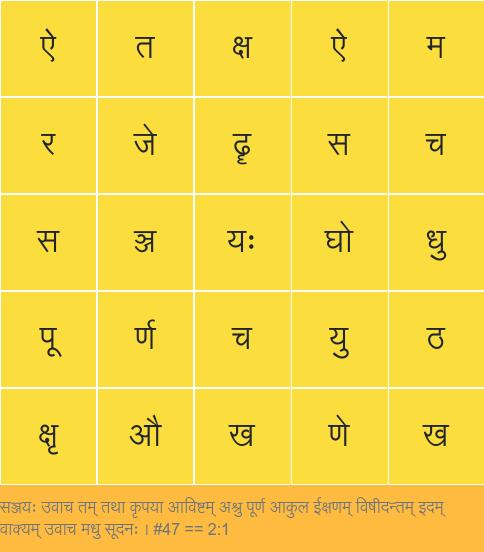 ऐ त क्ष ऐ म
र जे ढॄ स च
स ञ्ज यः घो धु
पू र्ण च यु ठ
क्षृ औ ख णे ख
सञ्जयः उवाच तम् तथा कृपया आविष्टम् अश्रु पूर्ण आकुल ईक्षणम् विषीदन्तम् इदम्
वाक्यम् उवाच मधु सूदनः । #47 == 2:1